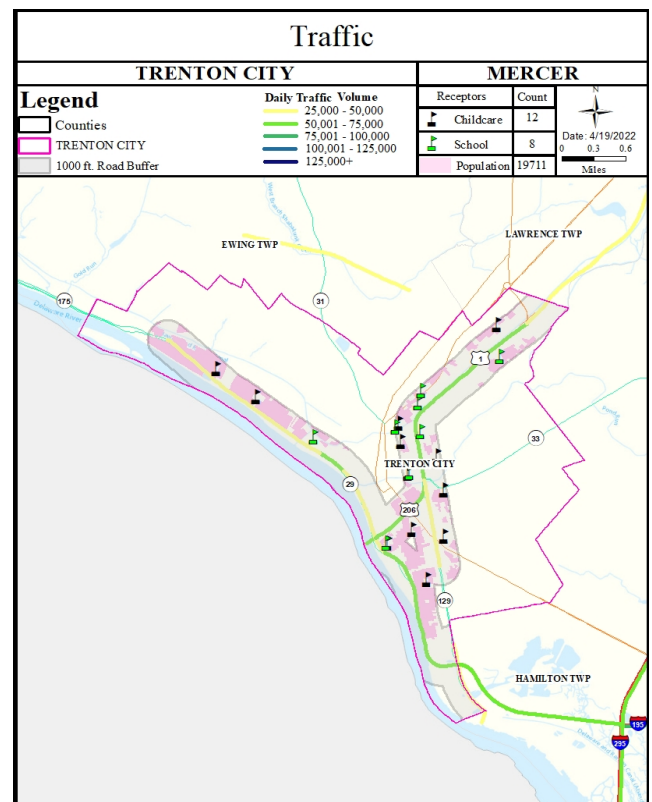 Traffic
TRENTON CITY
MERCER
Legend
Counties
TRENTON CITY
1000 ft. Road Buffer
Daily Traffic Volume
25,000 - 50,000
50,001 - 75,000
75,001 - 100,000
100,001 - 125,000
125,000+
Receptors Count
Childcare 12
School 8
Population 19711
N
Date: 4/19/2022
0 0.3 0.6
Miles
LAWRENCE TWP
EWING TWP
175
31
Delaware River
1
33
TRENTON CITY
29
206
129
HAMILTON TWP
195
295